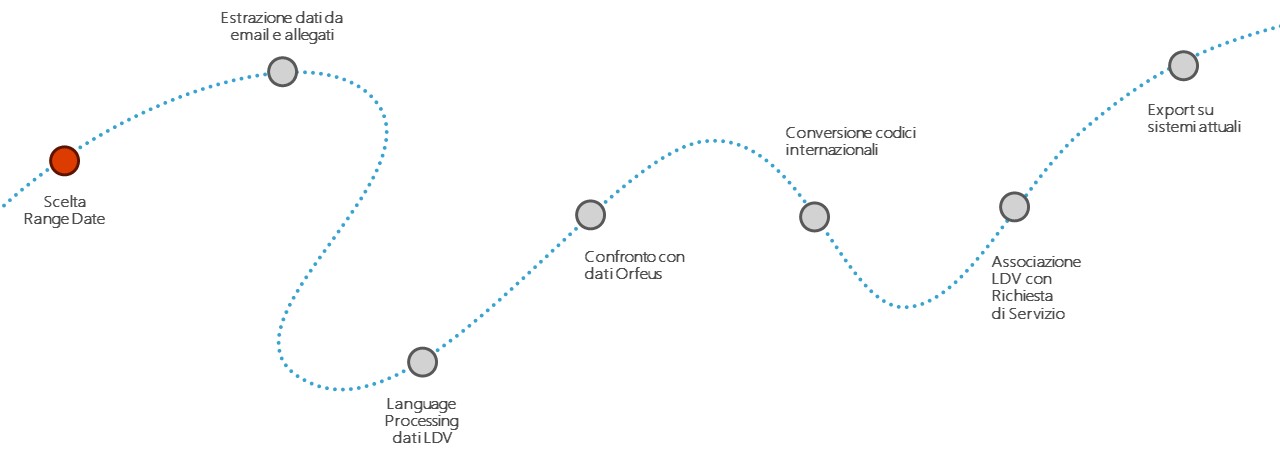 Scelta
Range Date
Estrazione dati da
email e allegati
Language
Processing
dati LDV
Confronto con
dati Orfeus
Conversione codici
internazionali
Associazione
LDV con
Richiesta
di Servizio
Export su
sistemi attuali